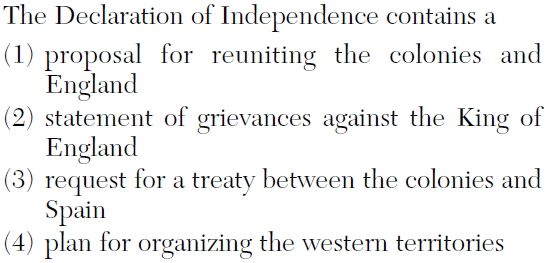 The Declaration of Independence contains a
(1) proposal for reuniting the colonies and
England
(2) statement of grievances against the King of
England
(3) request for a treaty between the colonies and
Spain
(4) plan for organizing the western territories